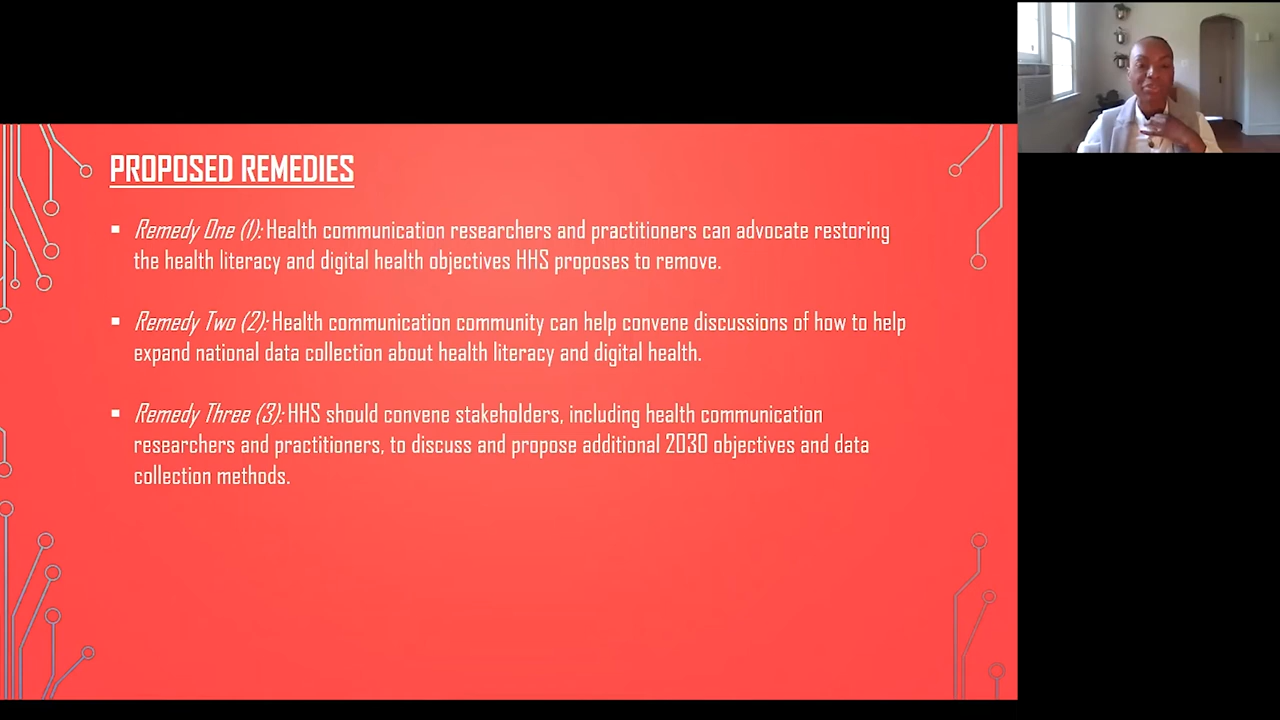 PROPOSED REMEDIES
▪ Remedy One (1): Health communication researchers and practitioners can advocate restoring
the health literacy and digital health objectives HHS proposes to remove.
▪ Remedy Two (2): Health communication community can help convene discussions of how to help
expand national data collection about health literacy and digital health.
▪ Remedy Three (3): HHS should convene stakeholders, including health communication
researchers and practitioners, to discuss and propose additional 2030 objectives and data
collection methods.